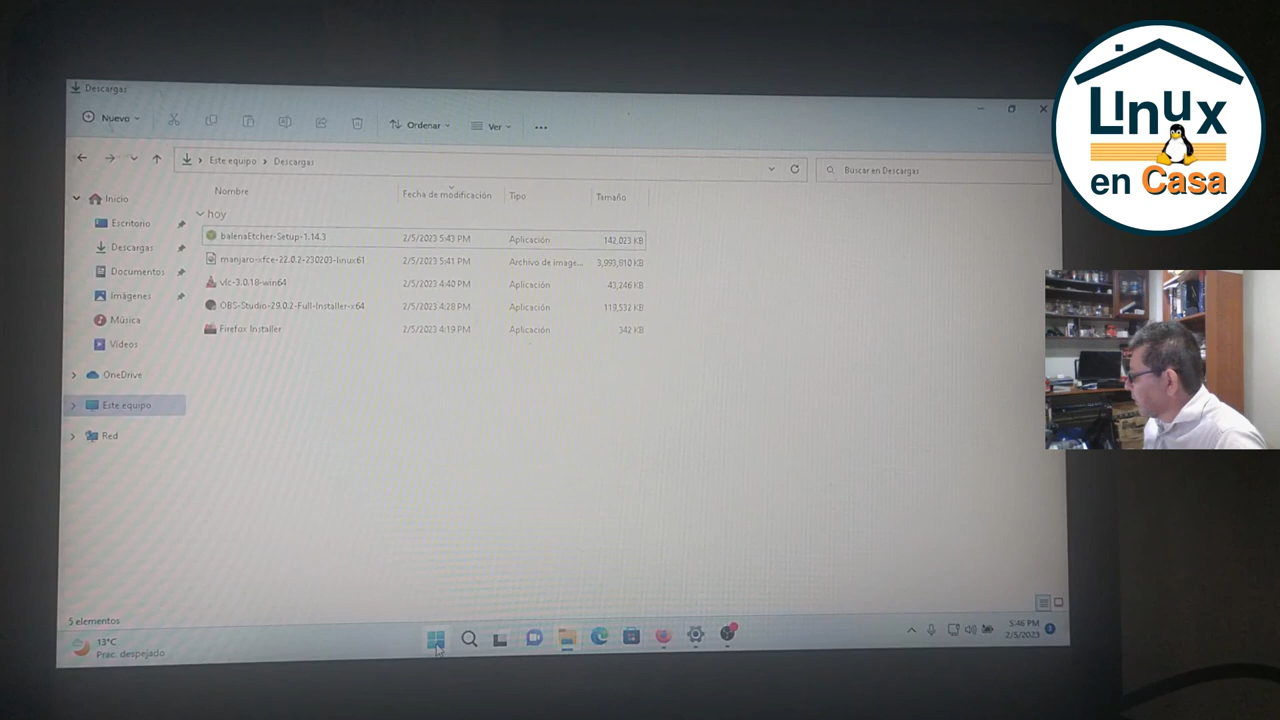 Descargas
Nuevo
Ordenar
Ver
Este equipo
Descargas
Buscar en Descargas
Nombre
Fecha de modificación
Tipo
Tamaño
hoy
balenaEtcher-Setup-1.14.3
2/5/2023 5:43 PM
Aplicación
142,023 KB
manjaro-xfce-22.0.2-230203-linux61
2/5/2023 5:41 PM
Archivo de image...
3,993,810 KB
vlc-3.0.18-win64
2/5/2023 4:40 PM
Aplicación
43,246 KB
OBS-Studio-29.0.2-Full-Installer-x64
2/5/2023 4:28 PM
Aplicación
119,532 KB
Firefox Installer
2/5/2023 4:19 PM
Aplicación
342 KB
Inicio
Escritorio
Descargas
Documentos
Imágenes
Música
Vídeos
OneDrive
Este equipo
Red
5 elementos
13°C
Prac. despejado
5:46 PM
2/5/2023
LInux
en Casa